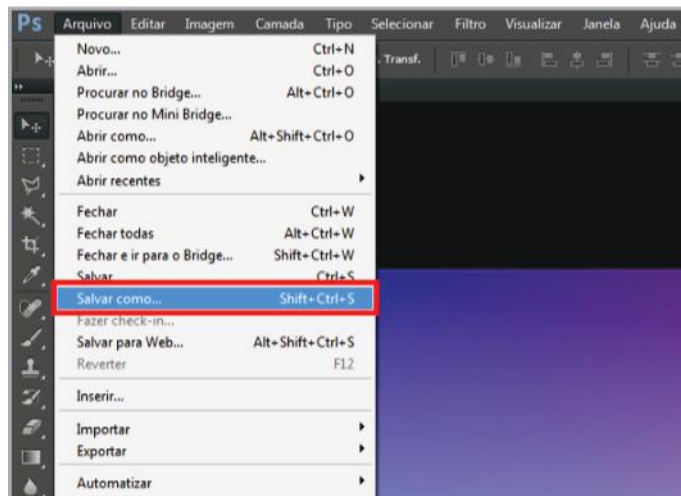 Ps Arquivo Editar Imagem Camada Tipo Selecionar Filtro Visualizar Janela Ajuda
Novo... Ctrl+N
. Transf.
Abrir... Ctrl+O
Procurar no Bridge... Alt+Ctrl+O
Procurar no Mini Bridge...
Abrir como... Alt+Shift+Ctrl+O
Abrir como objeto inteligente...
Abrir recentes
Fechar Ctrl+W
Fechar todas Alt+Ctrl+W
Fechar e ir para o Bridge... Shift+Ctrl+W
Salvar Ctrl+S
Salvar como... Shift+Ctrl+S
Fazer check-in...
Salvar para Web... Alt+Shift+Ctrl+S
Reverter F12
Inserir...
Importar
Exportar
Automatizar